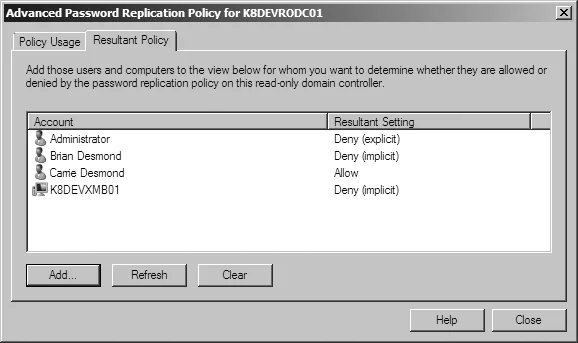 Advanced Password Replication Policy for K8DEVRODC01
Policy Usage Resultant Policy
Add those users and computers to the view below for whom you want to determine whether they are allowed or
denied by the password replication policy on this read-only domain controller.
Account Resultant Setting
Administrator Deny (explicit)
Brian Desmond Deny (implicit)
Carrie Desmond Allow
K8DEVXMB01 Deny (implicit)
Add... Refresh Clear
Help Close